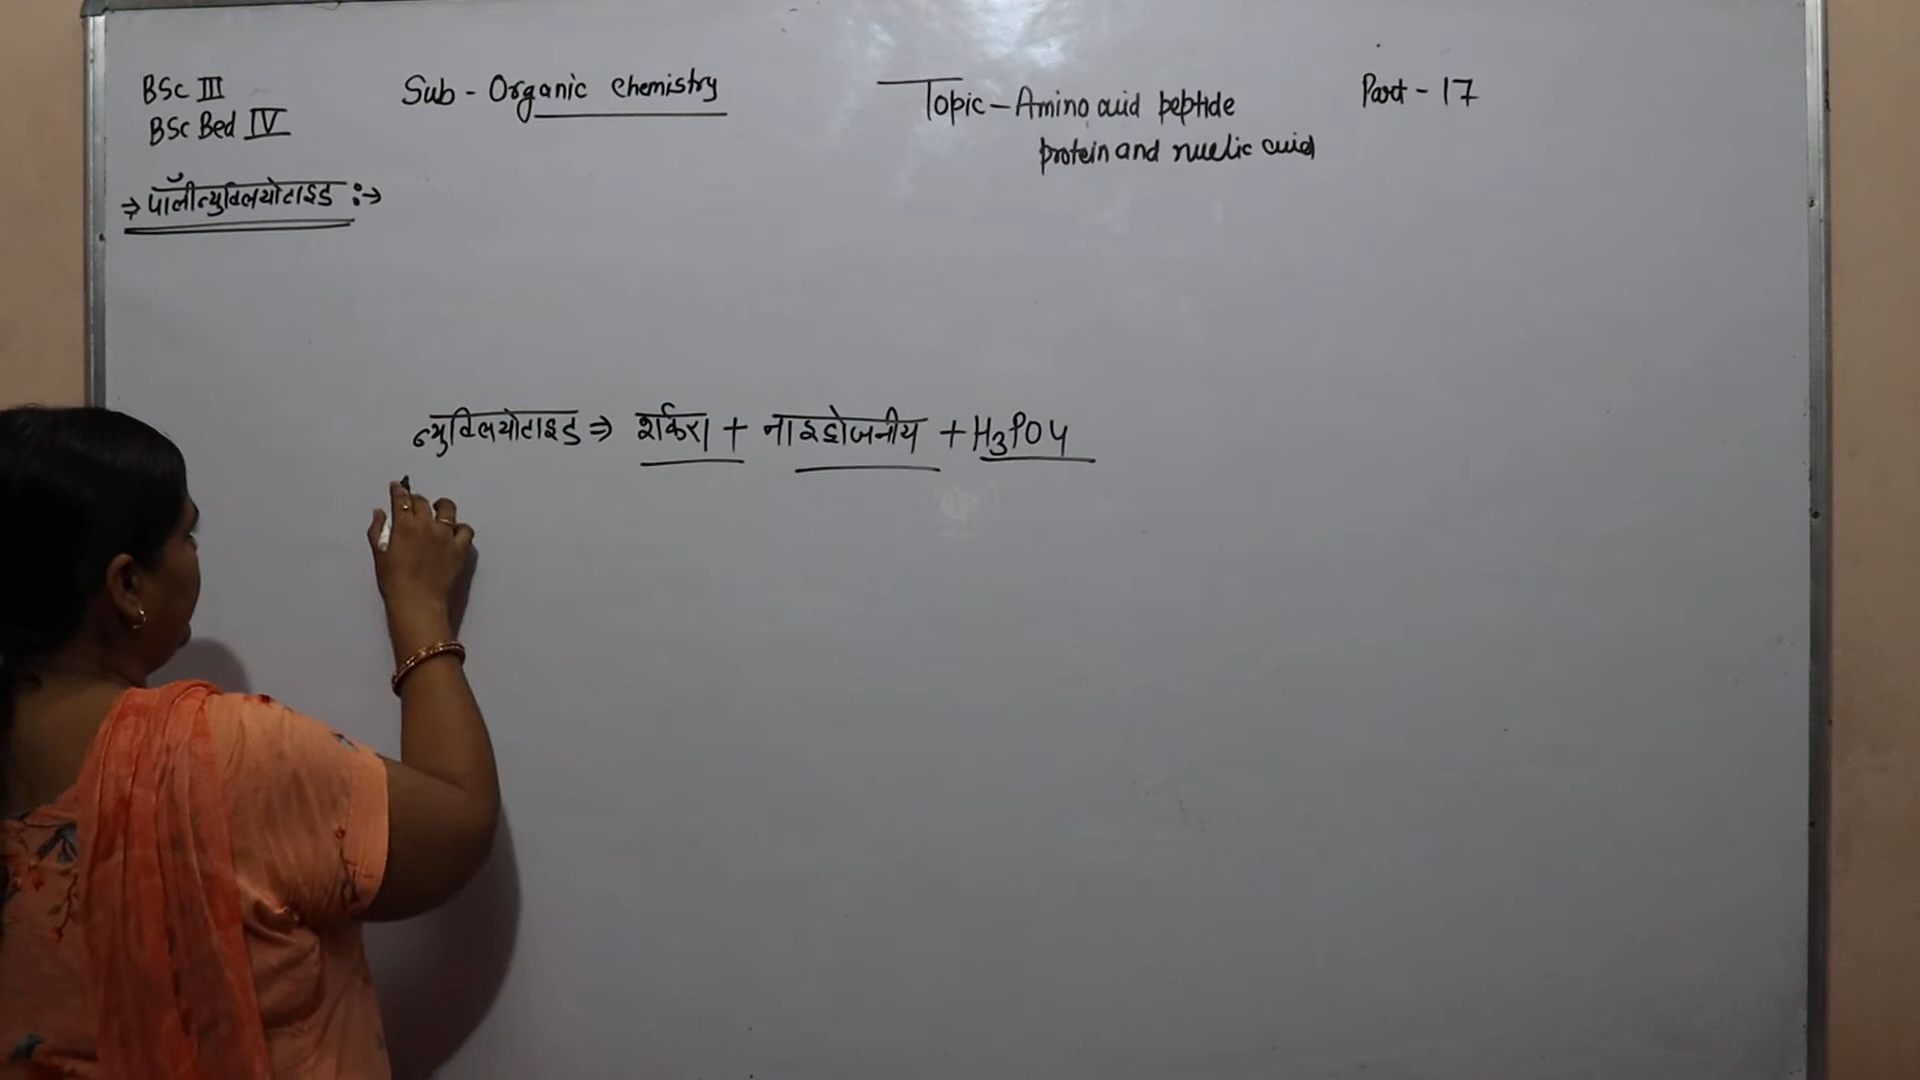 BSc III
BSc Bed IV
Sub - Organic Chemistry
Topic - Amino acid peptide
protein and nuelic acid
Part - 17
⇒ पॉलीन्युक्लियोटाइड :→
न्युक्लियोटाइड ⇒ शर्करा + नाइट्रोजनीय + H3PO4